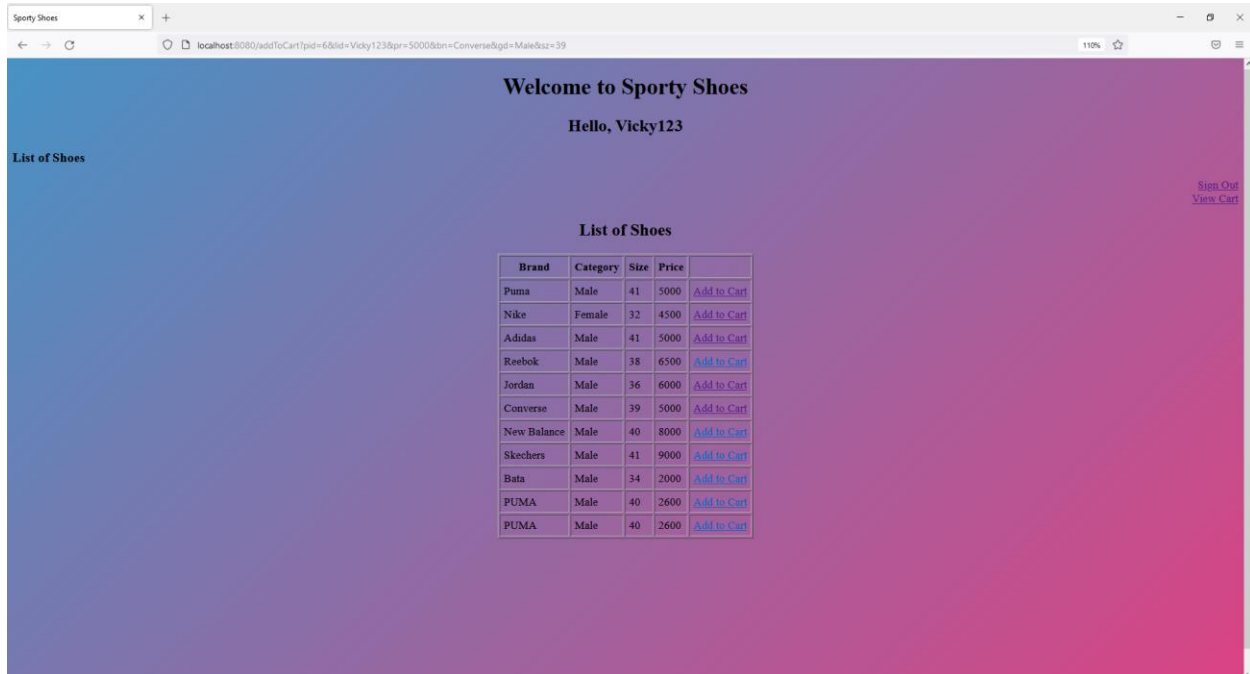 Sporty Shoes
localhost:8080/addToCart?pid=6&lid=Vicky123&pr=5000&bn=Converse&gd=Male&sz=39
110%
Welcome to Sporty Shoes
Hello, Vicky123
List of Shoes
Sign Out
View Cart
List of Shoes
Brand Category Size Price
Puma Male 41 5000 Add to Cart
Nike Female 32 4500 Add to Cart
Adidas Male 41 5000 Add to Cart
Reebok Male 38 6500 Add to Cart
Jordan Male 36 6000 Add to Cart
Converse Male 39 5000 Add to Cart
New Balance Male 40 8000 Add to Cart
Skechers Male 41 9000 Add to Cart
Bata Male 34 2000 Add to Cart
PUMA Male 40 2600 Add to Cart
PUMA Male 40 2600 Add to Cart